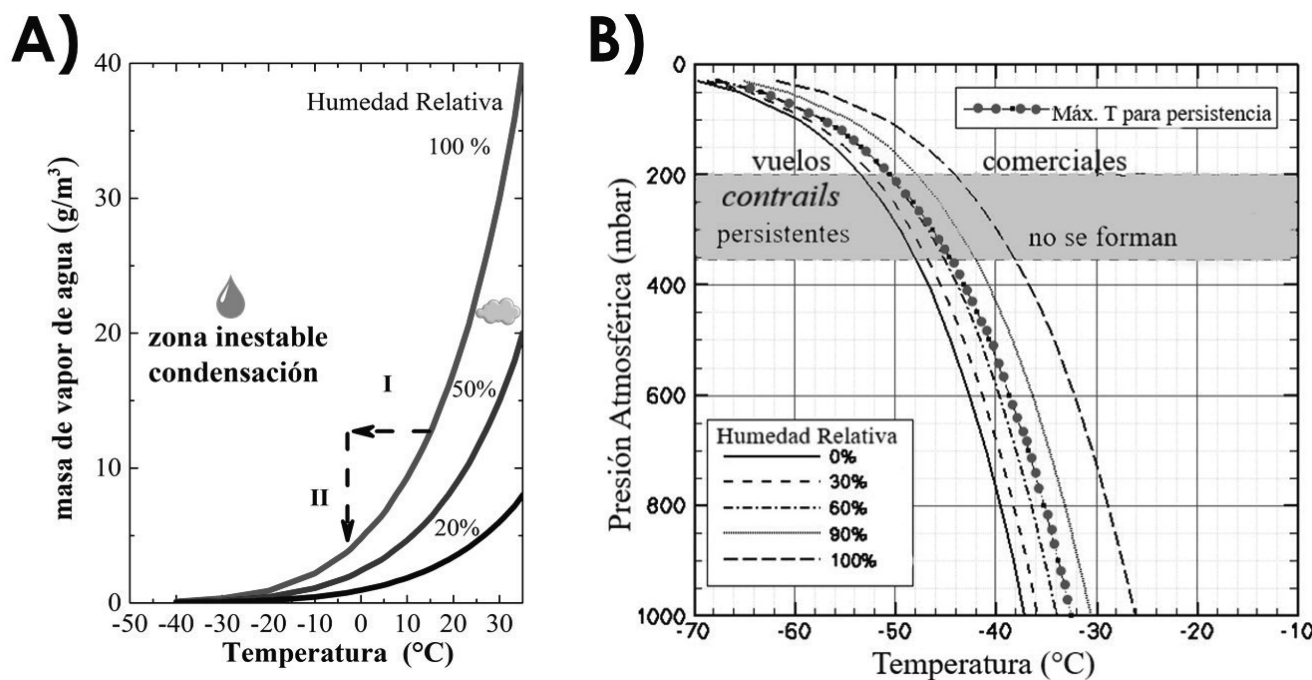 A)
masa de vapor de agua (g/m³)
40
30
20
10
0
Humedad Relativa
100 %
50%
20%
zona inestable
condensación
I
II
-50 -40 -30 -20 -10 0 10 20 30
Temperatura (°C)
B)
Presión Atmosférica (mbar)
0
200
400
600
800
1000
Máx. T para persistencia
vuelos comerciales
contrails
persistentes
no se forman
Humedad Relativa
0%
30%
60%
90%
100%
-70 -60 -50 -40 -30 -20 -10
Temperatura (°C)